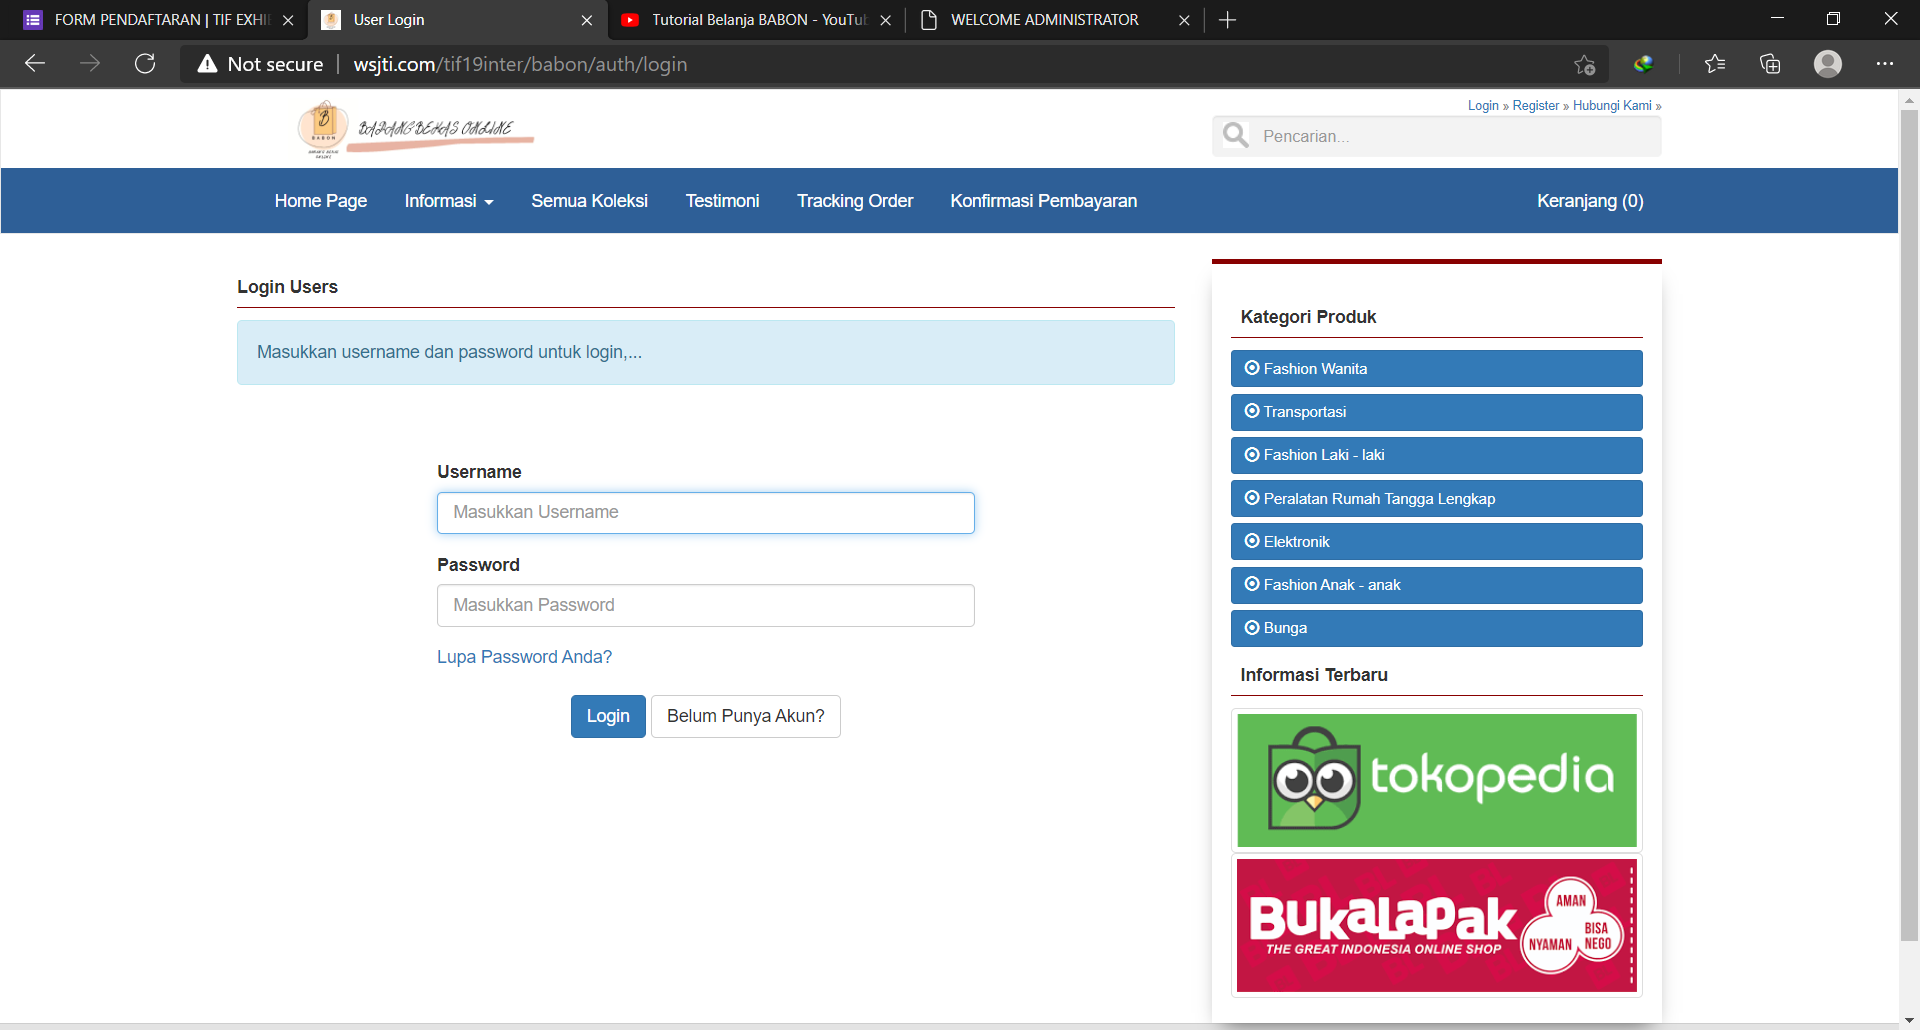 FORM PENDAFTARAN | TIF EXHI
User Login
Tutorial Belanja BABON - YouTu
WELCOME ADMINISTRATOR
Not secure | wsjti.com/tif19inter/babon/auth/login
Login » Register » Hubungi Kami »
B
BABON
BARANG BEKAS ONLINE
BARANG BEKAS ONLINE
Pencarian...
Home Page
Informasi
Semua Koleksi
Testimoni
Tracking Order
Konfirmasi Pembayaran
Keranjang (0)
Login Users
Masukkan username dan password untuk login,...
Username
Masukkan Username
Password
Masukkan Password
Lupa Password Anda?
Login
Belum Punya Akun?
Kategori Produk
Fashion Wanita
Transportasi
Fashion Laki - laki
Peralatan Rumah Tangga Lengkap
Elektronik
Fashion Anak - anak
Bunga
Informasi Terbaru
tokopedia
BukaLapak
THE GREAT INDONESIA ONLINE SHOP
AMAN
NYAMAN
BISA
NEGO